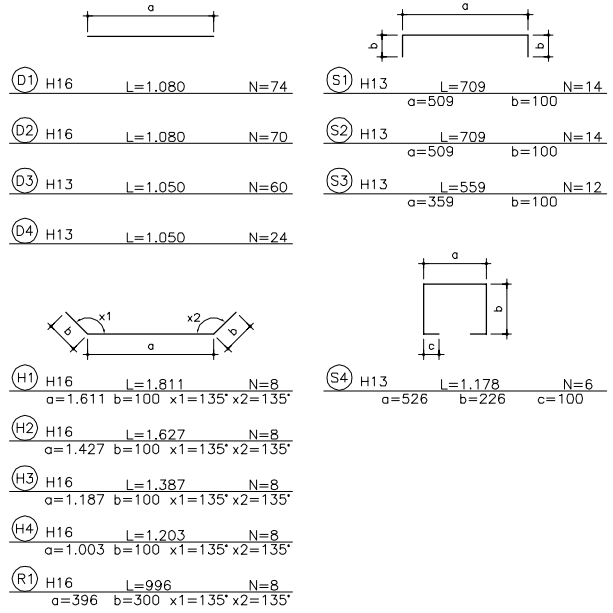 a
D1 H16 L=1.080 N=74
D2 H16 L=1.080 N=70
D3 H13 L=1.050 N=60
D4 H13 L=1.050 N=24
x1 x2
b b
a
H1 H16 L=1.811 N=8
a=1.611 b=100 x1=135° x2=135°
H2 H16 L=1.627 N=8
a=1.427 b=100 x1=135° x2=135°
H3 H16 L=1.387 N=8
a=1.187 b=100 x1=135° x2=135°
H4 H16 L=1.203 N=8
a=1.003 b=100 x1=135° x2=135°
R1 H16 L=996 N=8
a=396 b=300 x1=135° x2=135°
a
b b
S1 H13 L=709 N=14
a=509 b=100
S2 H13 L=709 N=14
a=509 b=100
S3 H13 L=559 N=12
a=359 b=100
a
b
c
S4 H13 L=1.178 N=6
a=526 b=226 c=100